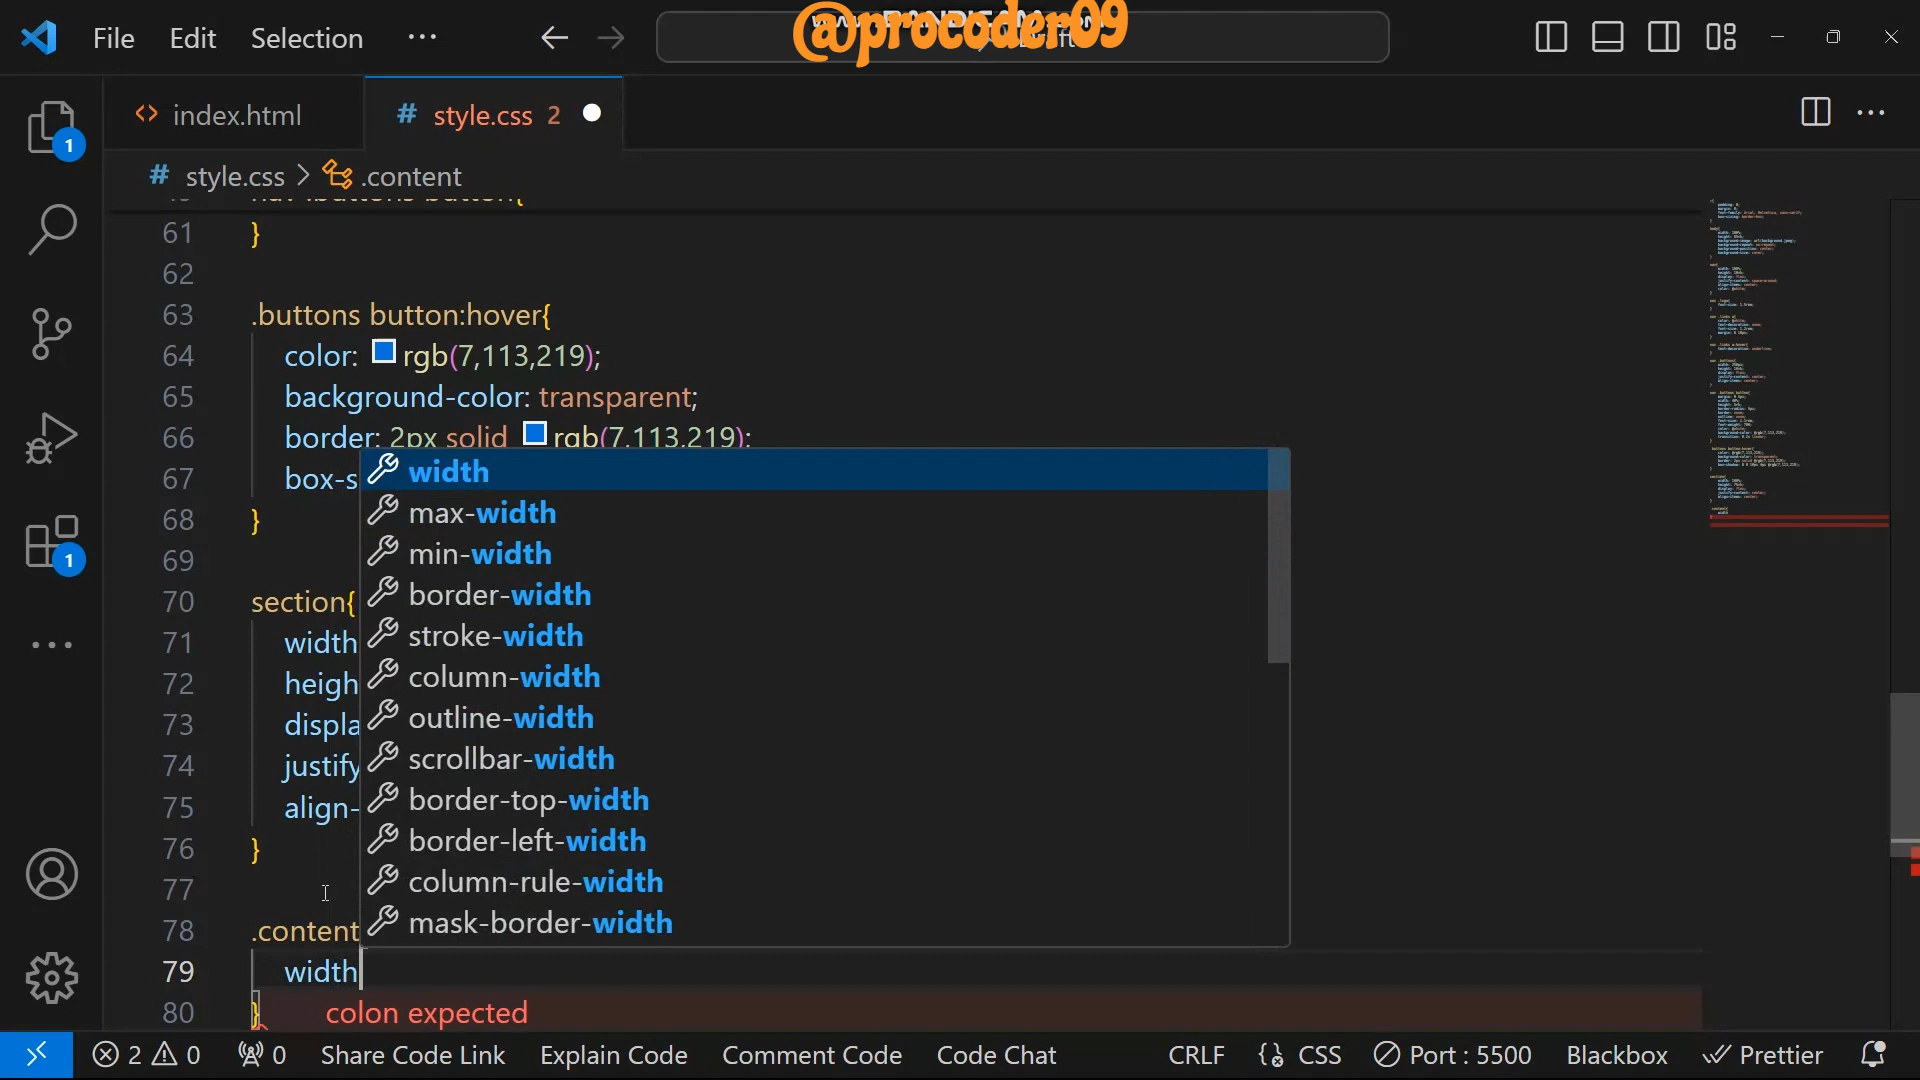 File Edit Selection ...
@procoder09
index.html
# style.css 2
# style.css > .content
61 }
62
63 .buttons button:hover{
64 color: rgb(7,113,219);
65 background-color: transparent;
66 border: 2px solid rgb(7,113,219);
67 box-s
68 }
69
70 section{
71 width
72 heigh
73 displa
74 justify
75 align-
76 }
77
78 .content
79 width
80 } colon expected
width
max-width
min-width
border-width
stroke-width
column-width
outline-width
scrollbar-width
border-top-width
border-left-width
column-rule-width
mask-border-width
1
1
2 0 0 Share Code Link Explain Code Comment Code Code Chat CRLF CSS Port : 5500 Blackbox Prettier